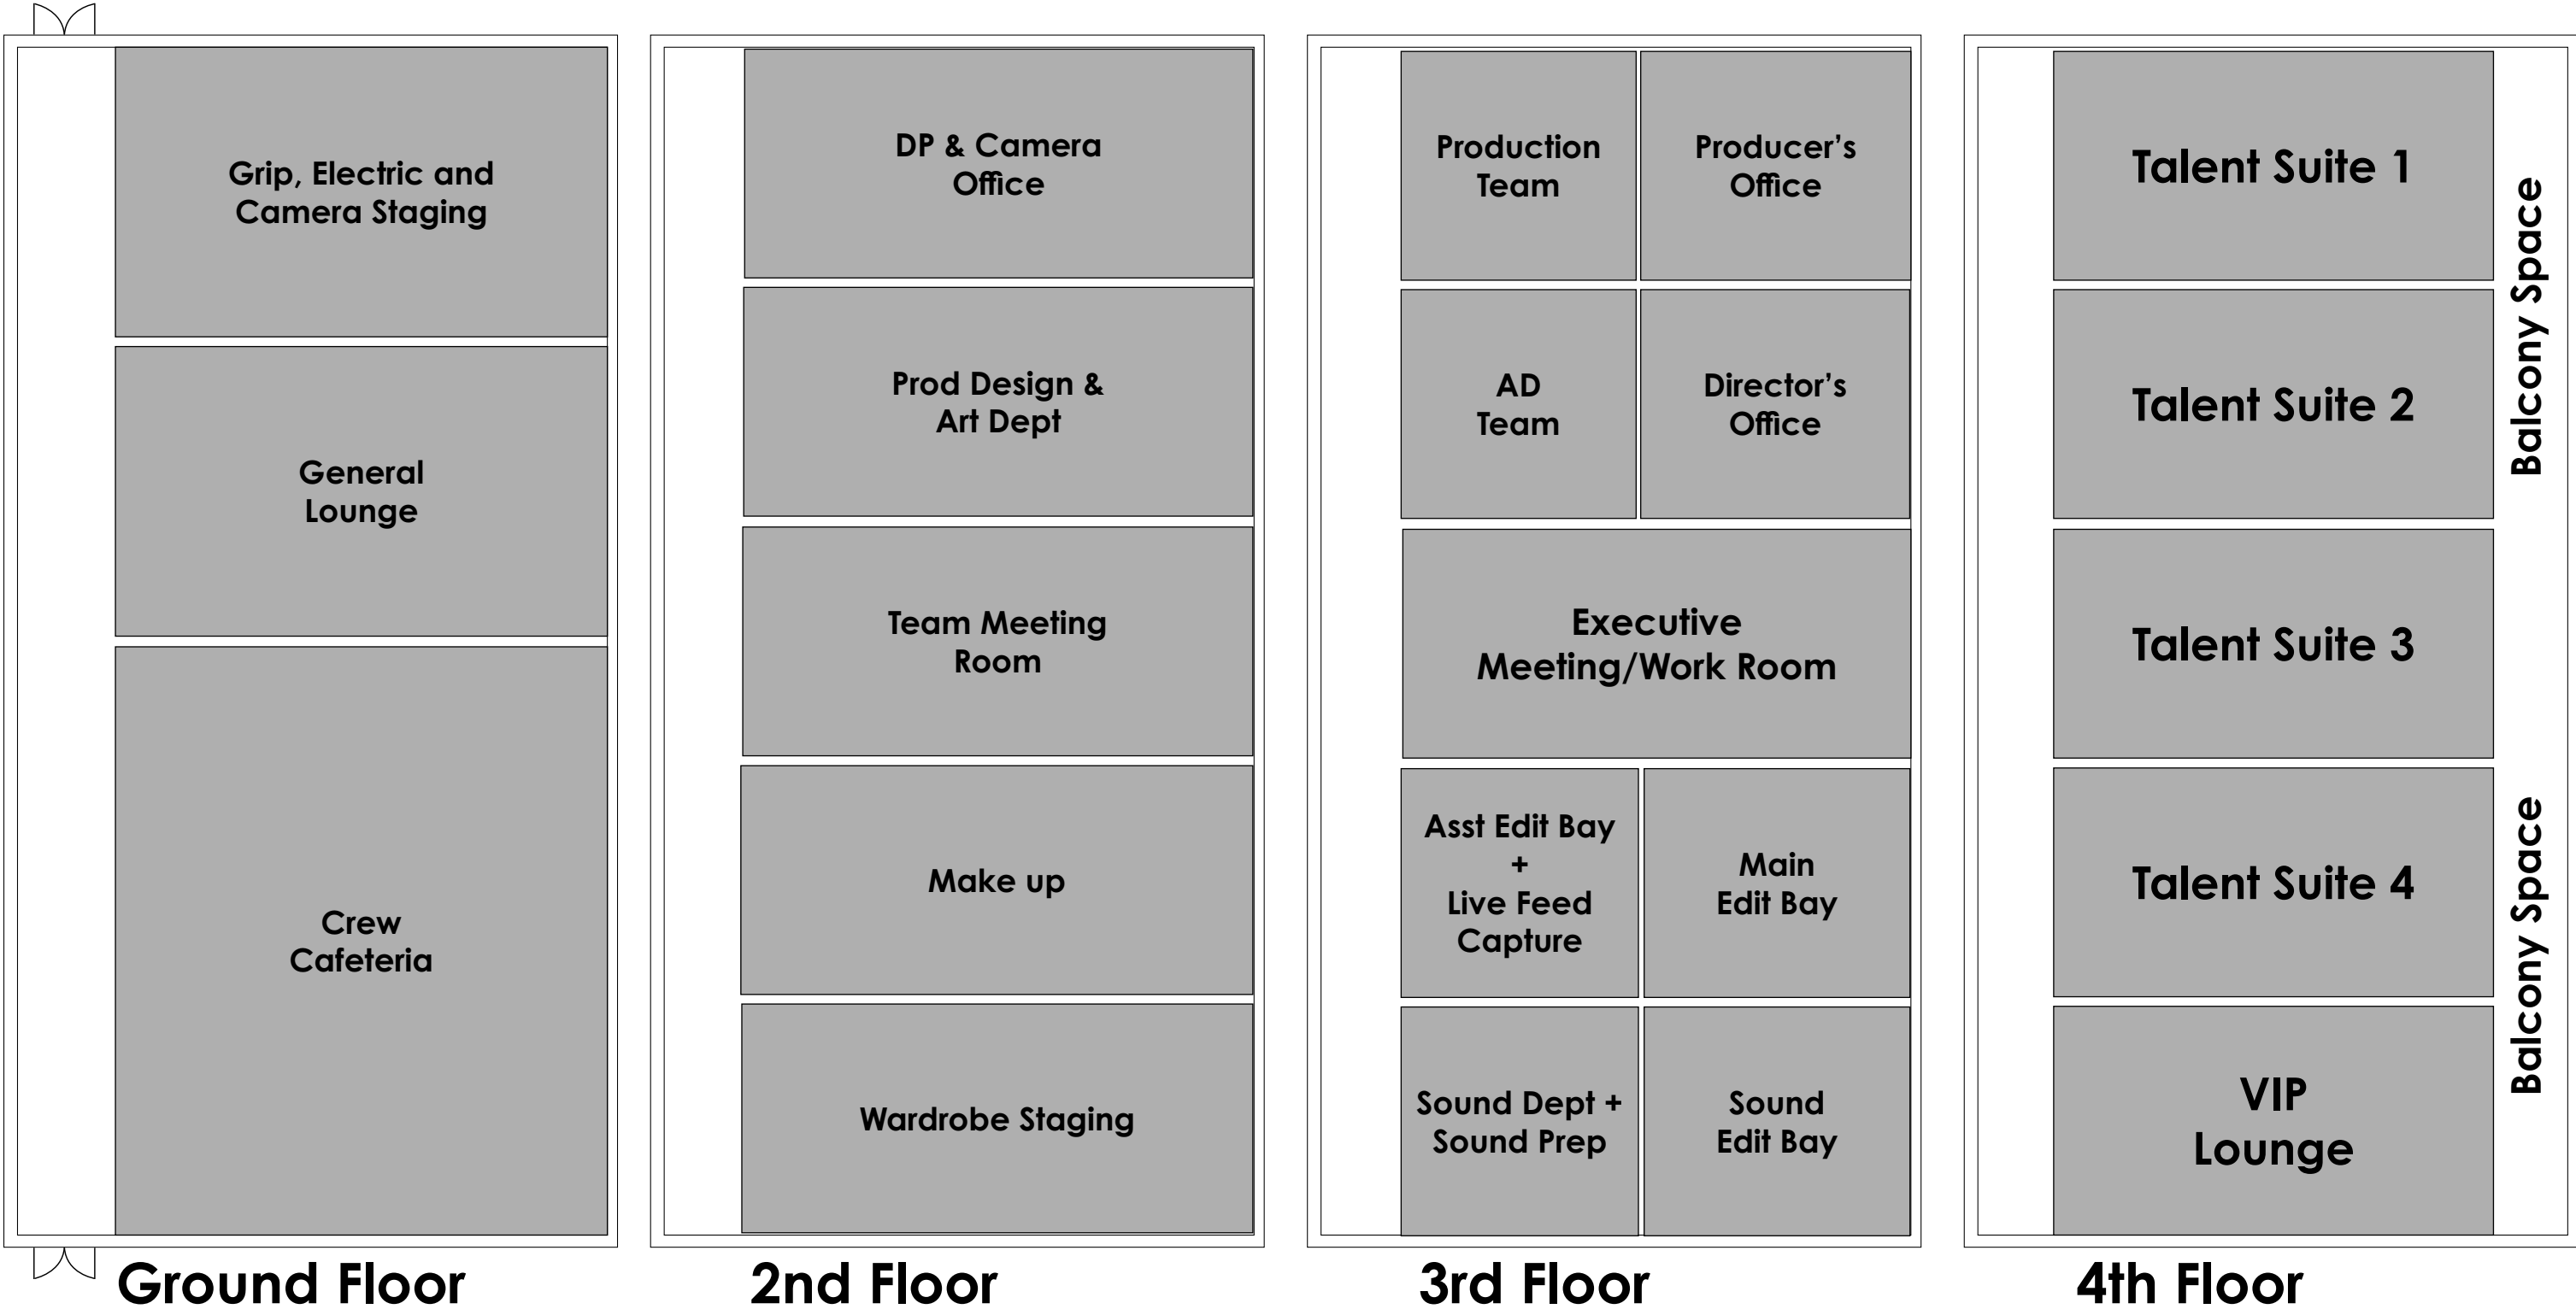 Grip, Electric and
Camera Staging
General
Lounge
Crew
Cafeteria
Ground Floor
DP & Camera
Office
Prod Design &
Art Dept
Team Meeting
Room
Make up
Wardrobe Staging
2nd Floor
Production
Team
Producer’s
Office
AD
Team
Director’s
Office
Executive
Meeting/Work Room
Asst Edit Bay
+
Live Feed
Capture
Main
Edit Bay
Sound Dept +
Sound Prep
Sound
Edit Bay
3rd Floor
Talent Suite 1
Talent Suite 2
Talent Suite 3
Talent Suite 4
VIP
Lounge
Balcony Space
Balcony Space
4th Floor